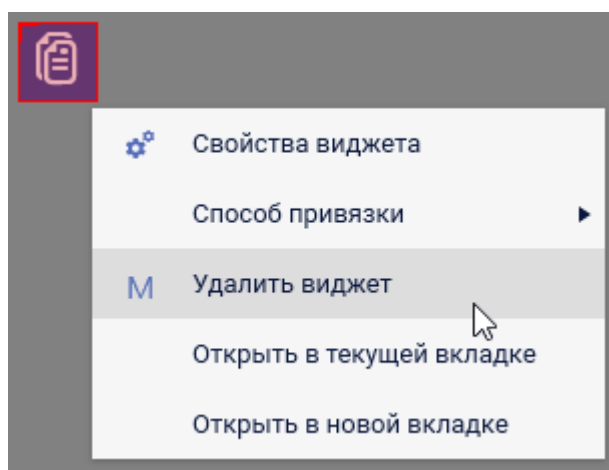 Свойства виджета
Способ привязки
M Удалить виджет
Открыть в текущей вкладке
Открыть в новой вкладке